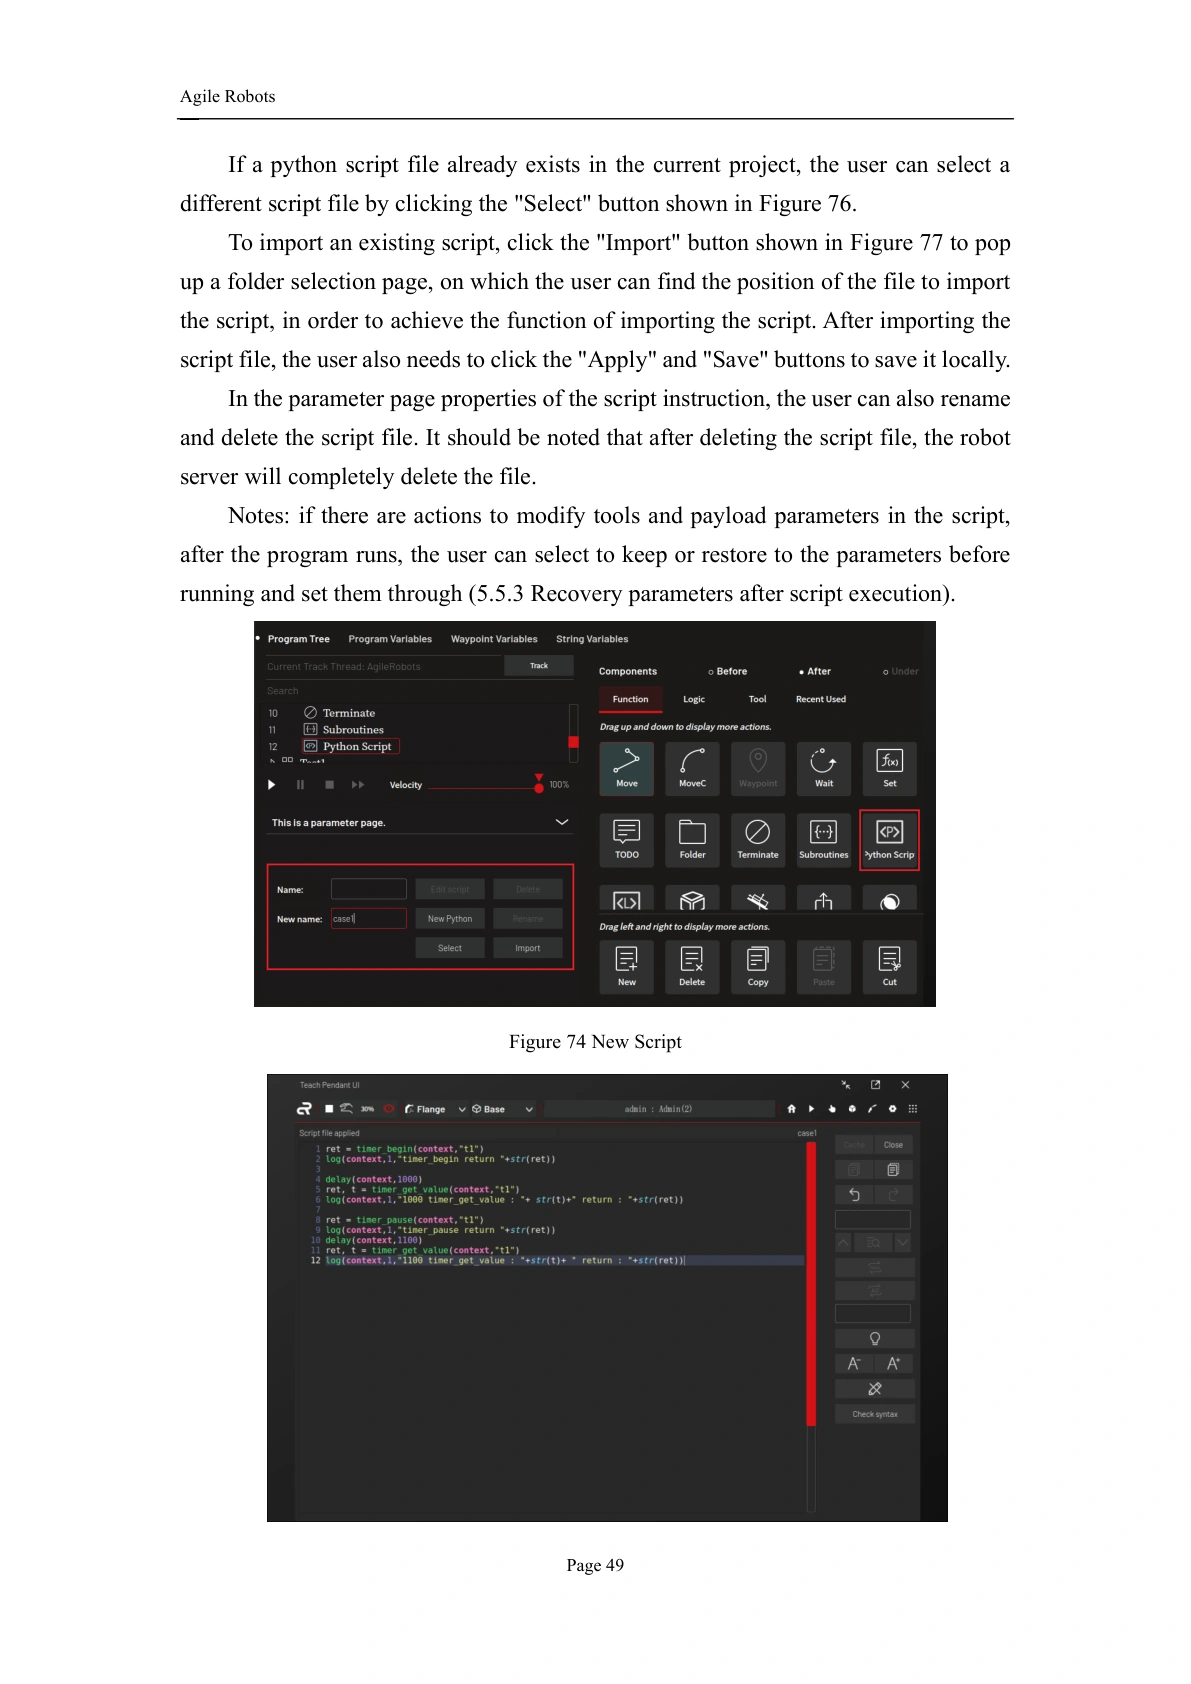 Agile Robots
If a python script file already exists in the current project, the user can select a
different script file by clicking the "Select" button shown in Figure 76.
To import an existing script, click the "Import" button shown in Figure 77 to pop
up a folder selection page, on which the user can find the position of the file to import
the script, in order to achieve the function of importing the script. After importing the
script file, the user also needs to click the "Apply" and "Save" buttons to save it locally.
In the parameter page properties of the script instruction, the user can also rename
and delete the script file. It should be noted that after deleting the script file, the robot
server will completely delete the file.
Notes: if there are actions to modify tools and payload parameters in the script,
after the program runs, the user can select to keep or restore to the parameters before
running and set them through (5.5.3 Recovery parameters after script execution).
Program Tree Program Variables Waypoint Variables String Variables
Current Track Thread: AgileRobots Track
Search
10 Terminate
11 Subroutines
12 Python Script
Test1
Velocity 100%
This is a parameter page.
Name: Edit script Delete
New name: case1 New Python Rename
Select Import
Components Before After Under
Function Logic Tool Recent Used
Drag up and down to display more actions.
Move MoveC Waypoint Wait Set
TODO Folder Terminate Subroutines Python Scrip
Drag left and right to display more actions.
New Delete Copy Paste Cut
Figure 74 New Script
Teach Pendant UI
30% Flange Base admin : Admin(2)
Script file applied case1
1 ret = timer_begin(context,"t1")
2 log(context,1,"timer_begin return "+str(ret))
3
4 delay(context,1000)
5 ret, t = timer_get_value(context,"t1")
6 log(context,1,"1000 timer_get_value : "+ str(t)+" return : "+str(ret))
7
8 ret = timer_pause(context,"t1")
9 log(context,1,"timer_pause return "+str(ret))
10 delay(context,1100)
11 ret, t = timer_get_value(context,"t1")
12 log(context,1,"1100 timer_get_value : "+str(t)+ " return : "+str(ret))
Close
A- A+
Check syntax
Page 49